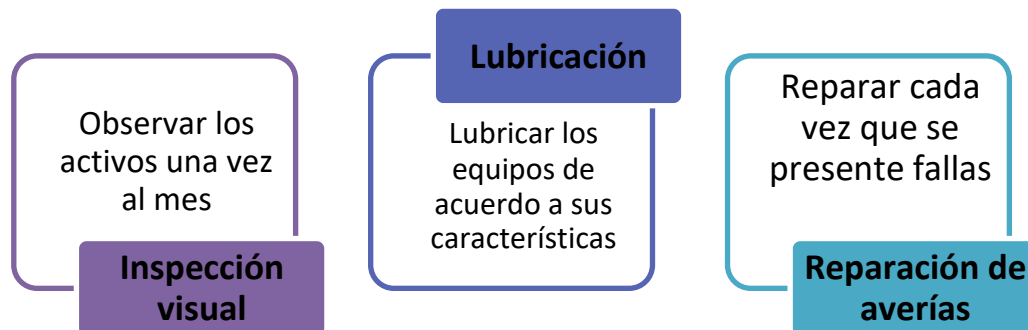 Observar los
activos una vez
al mes
Inspección
visual
Lubricación
Lubricar los
equipos de
acuerdo a sus
características
Reparar cada
vez que se
presente fallas
Reparación de
averías